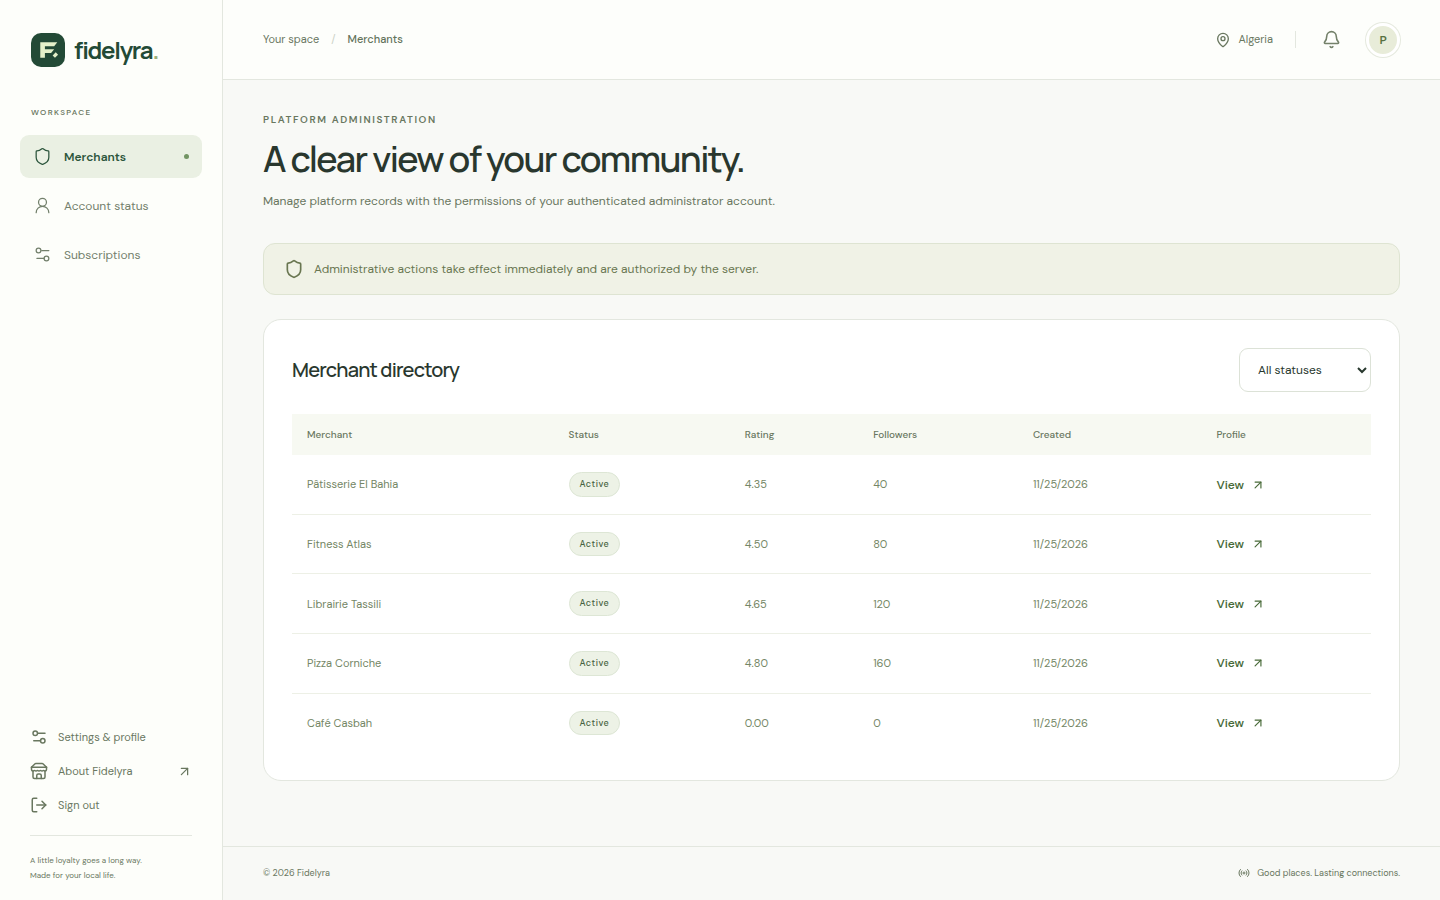 fidelyra.
Your space / Merchants
Algeria
P
WORKSPACE
Merchants
Account status
Subscriptions
PLATFORM ADMINISTRATION
A clear view of your community.
Manage platform records with the permissions of your authenticated administrator account.
Administrative actions take effect immediately and are authorized by the server.
Merchant directory
All statuses
Merchant Status Rating Followers Created Profile
Pâtisserie El Bahia Active 4.35 40 11/25/2026 View
Fitness Atlas Active 4.50 80 11/25/2026 View
Librairie Tassili Active 4.65 120 11/25/2026 View
Pizza Corniche Active 4.80 160 11/25/2026 View
Café Casbah Active 0.00 0 11/25/2026 View
Settings & profile
About Fidelyra
Sign out
A little loyalty goes a long way.
Made for your local life.
© 2026 Fidelyra
Good places. Lasting connections.